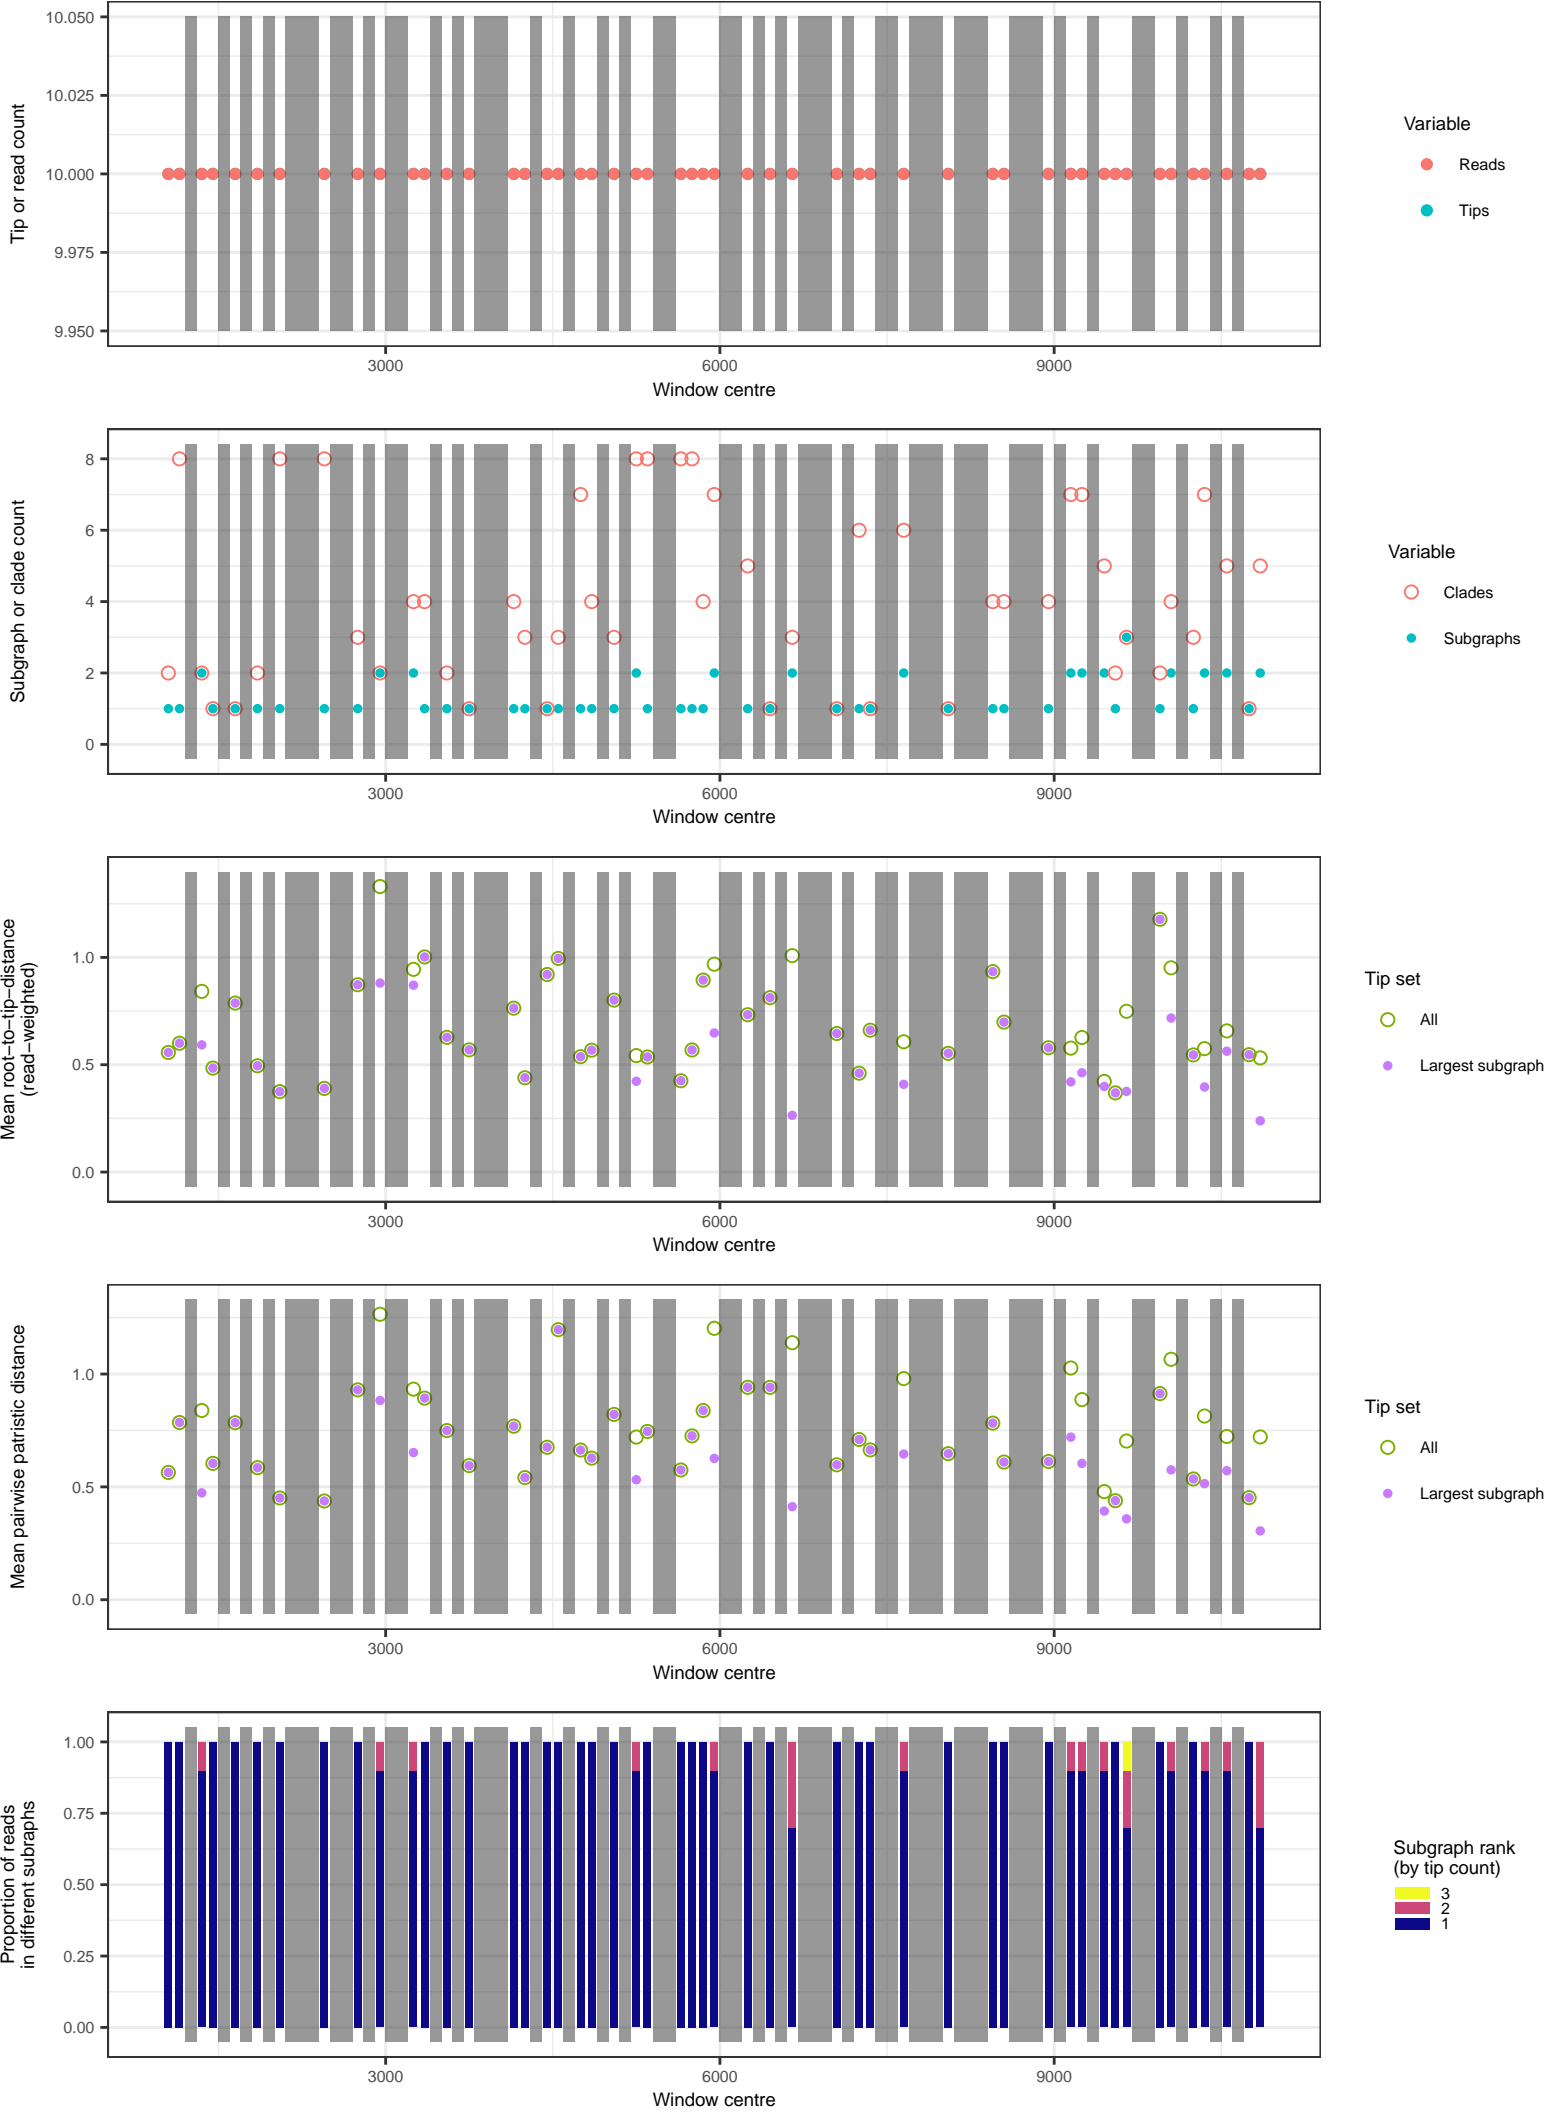 10.050
10.025
10.000
9.975
9.950
Tip or read count
3000
6000
9000
Window centre
Variable
Reads
Tips
8
6
4
2
0
Subgraph or clade count
3000
6000
9000
Window centre
Variable
Clades
Subgraphs
1.0
0.5
0.0
Mean root−to−tip−distance
(read−weighted)
3000
6000
9000
Window centre
Tip set
All
Largest subgraph
1.0
0.5
0.0
Mean pairwise patristic distance
3000
6000
9000
Window centre
Tip set
All
Largest subgraph
1.00
0.75
0.50
0.25
0.00
Proportion of reads
in different subraphs
3000
6000
9000
Window centre
Subgraph rank
(by tip count)
3
2
1